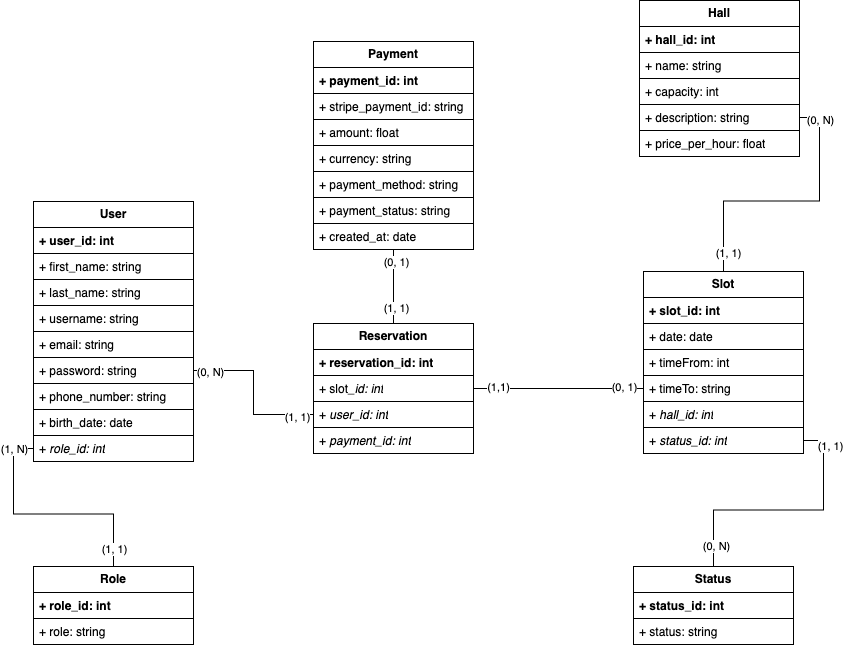 Hall
+ hall_id: int
+ name: string
+ capacity: int
+ description: string
+ price_per_hour: float
(0, N)
(1, 1)
Payment
+ payment_id: int
+ stripe_payment_id: string
+ amount: float
+ currency: string
+ payment_method: string
+ payment_status: string
+ created_at: date
(0, 1)
(1, 1)
User
+ user_id: int
+ first_name: string
+ last_name: string
+ username: string
+ email: string
+ password: string
+ phone_number: string
+ birth_date: date
+ role_id: int
(0, N)
(1, 1)
(1, N)
(1, 1)
Reservation
+ reservation_id: int
+ slot_id: int
+ user_id: int
+ payment_id: int
(1,1)
(0, 1)
Slot
+ slot_id: int
+ date: date
+ timeFrom: int
+ timeTo: string
+ hall_id: int
+ status_id: int
(1, 1)
(0, N)
Role
+ role_id: int
+ role: string
Status
+ status_id: int
+ status: string